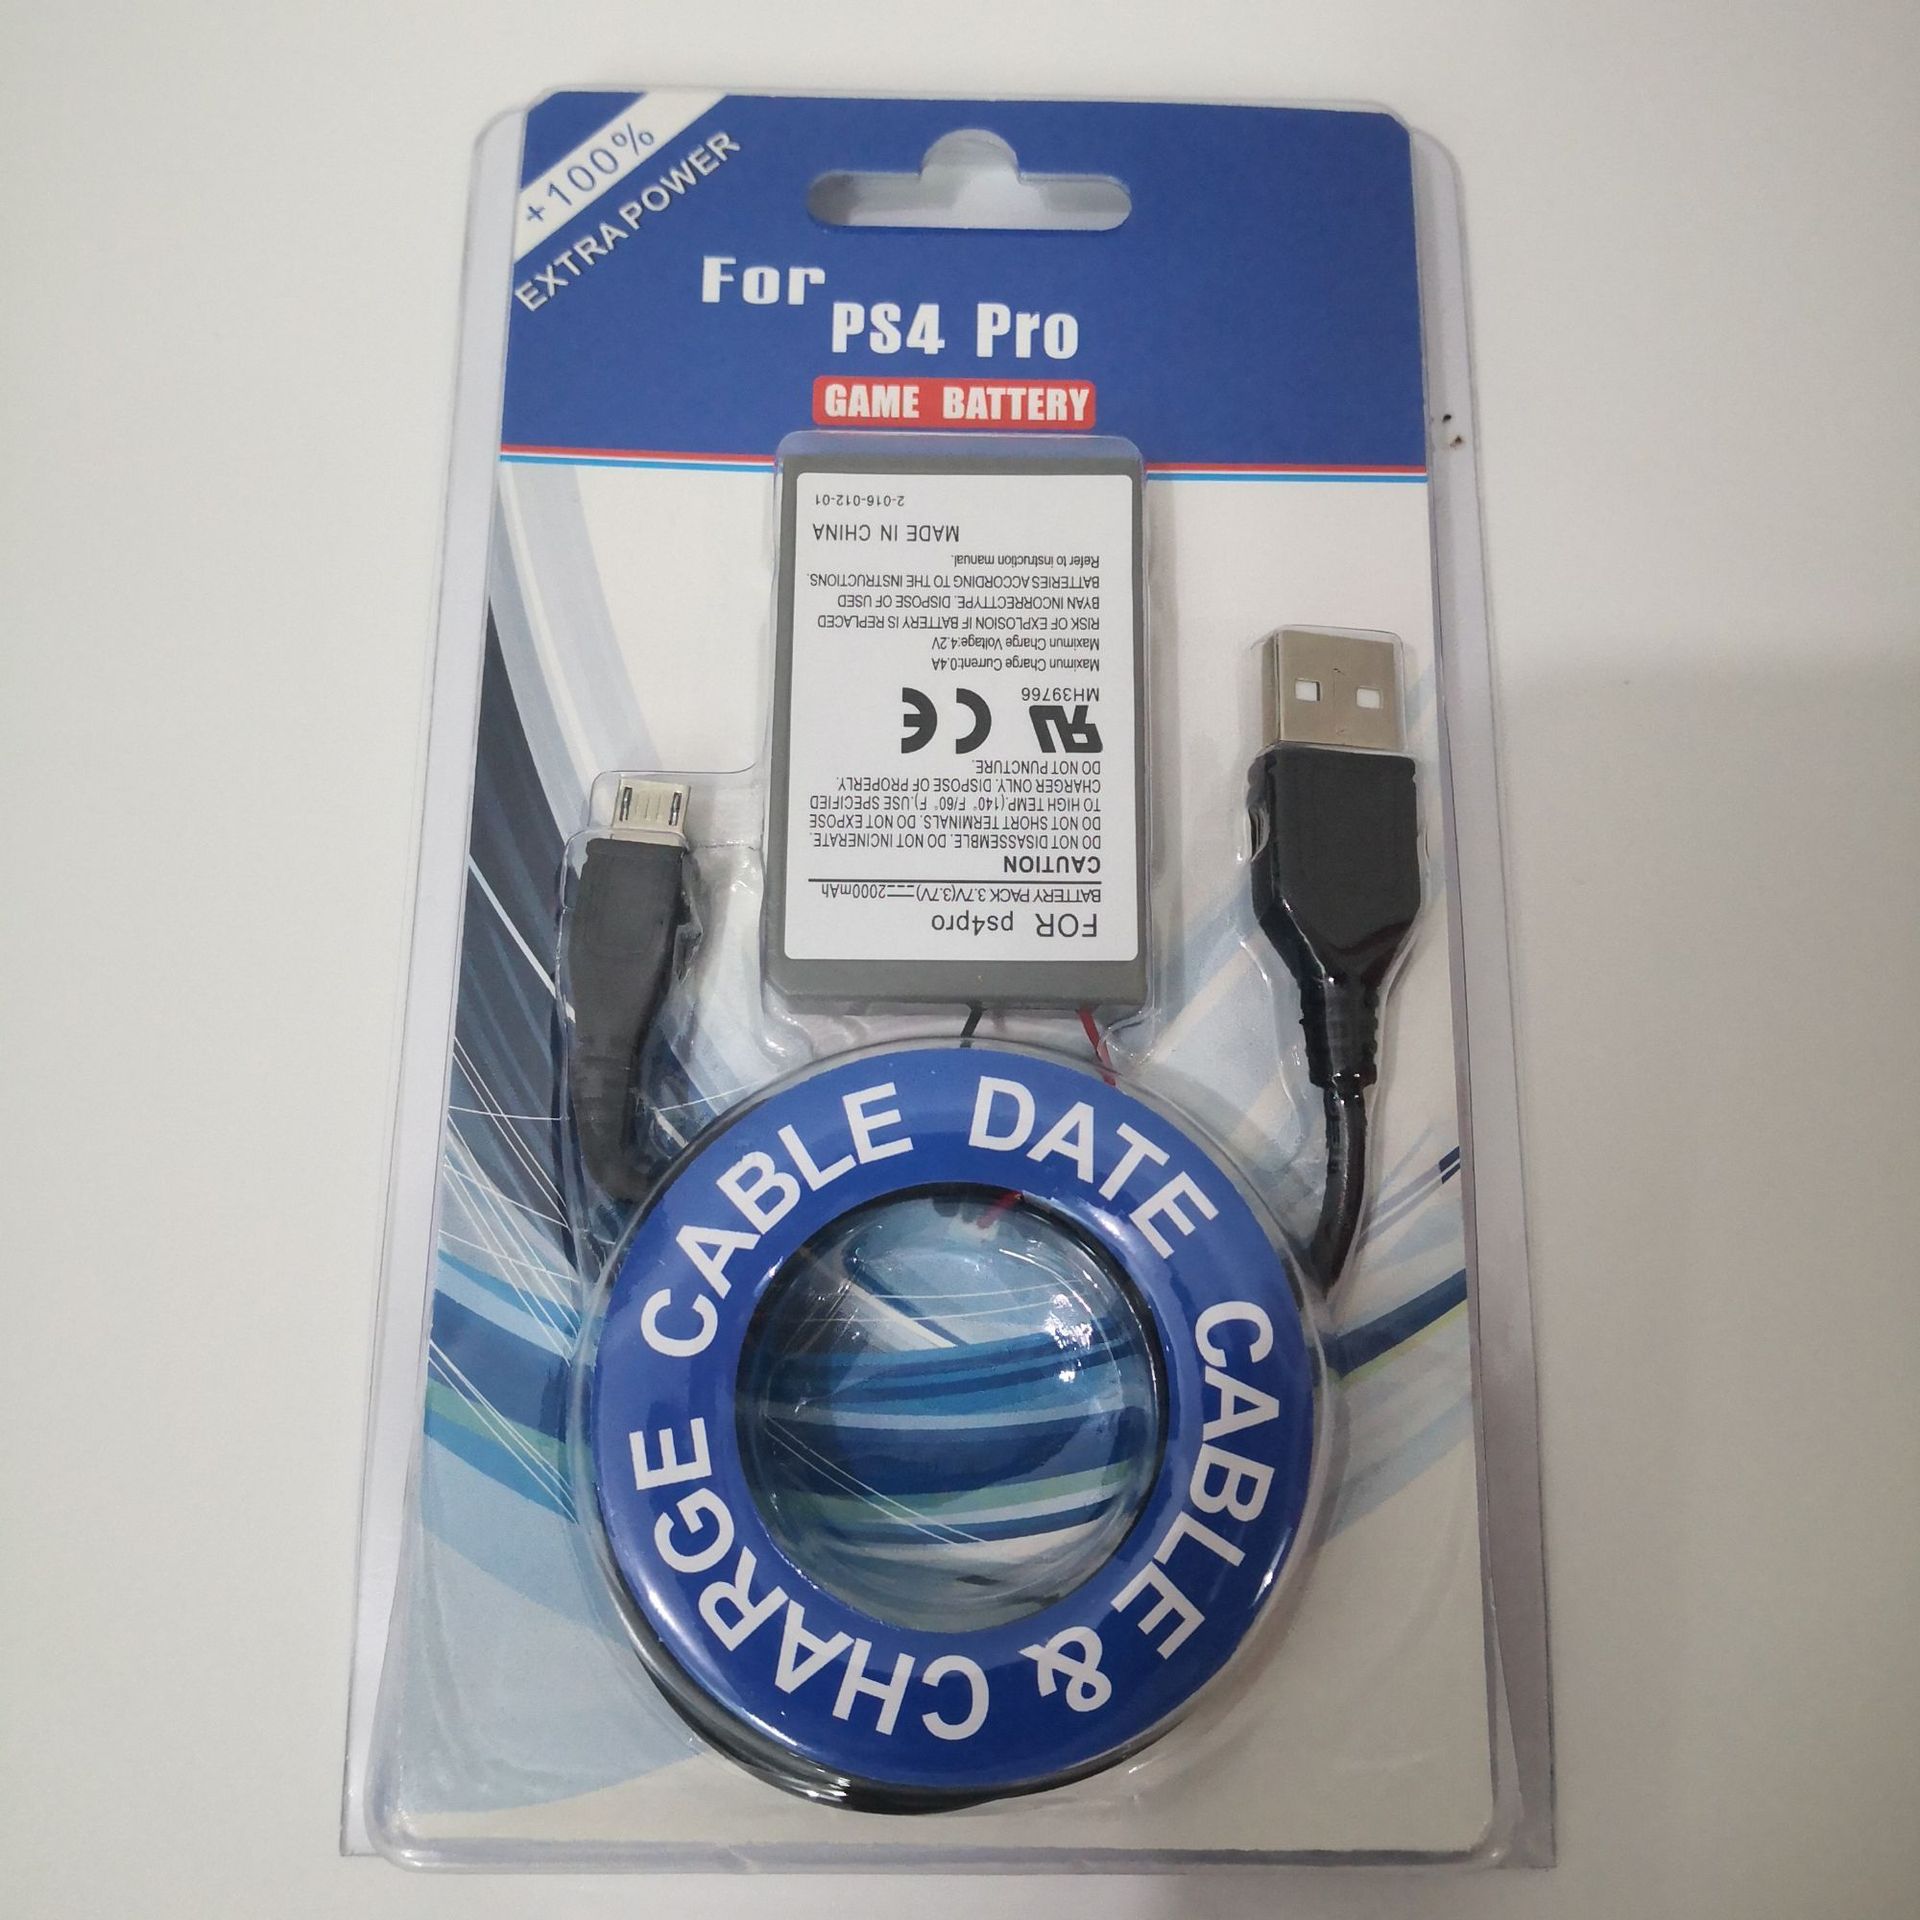 +100%
EXTRA POWER
For
PS4 Pro
GAME BATTERY
FOR ps4pro
BATTERY PACK 3.7V(3.7V)⎓2000mAh
CAUTION
DO NOT DISASSEMBLE. DO NOT INCINERATE.
DO NOT SHORT TERMINALS. DO NOT EXPOSE
TO HIGH TEMP.(140° F/60° F).USE SPECIFIED
CHARGER ONLY. DISPOSE OF PROPERLY.
DO NOT PUNCTURE.
MH39766
CE
Maximun Charge Current:0.4A
Maximun Charge Voltage:4.2V
RISK OF EXPLOSION IF BATTERY IS REPLACED
BYAN INCORRECTTYPE. DISPOSE OF USED
BATTERIES ACCORDING TO THE INSTRUCTIONS.
Refer to instruction manual.
MADE IN CHINA
2-016-012-01
DATE CABLE & CHARGE CABLE